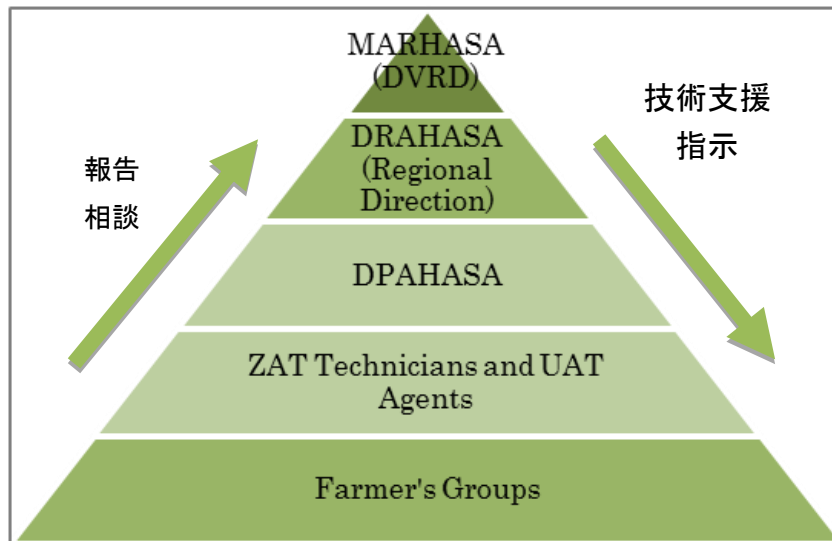 MARHASA
(DVRD)
DRAHASA
(Regional
Direction)
DPAHASA
ZAT Technicians and UAT
Agents
Farmer's Groups
報告
相談
技術支援
指示